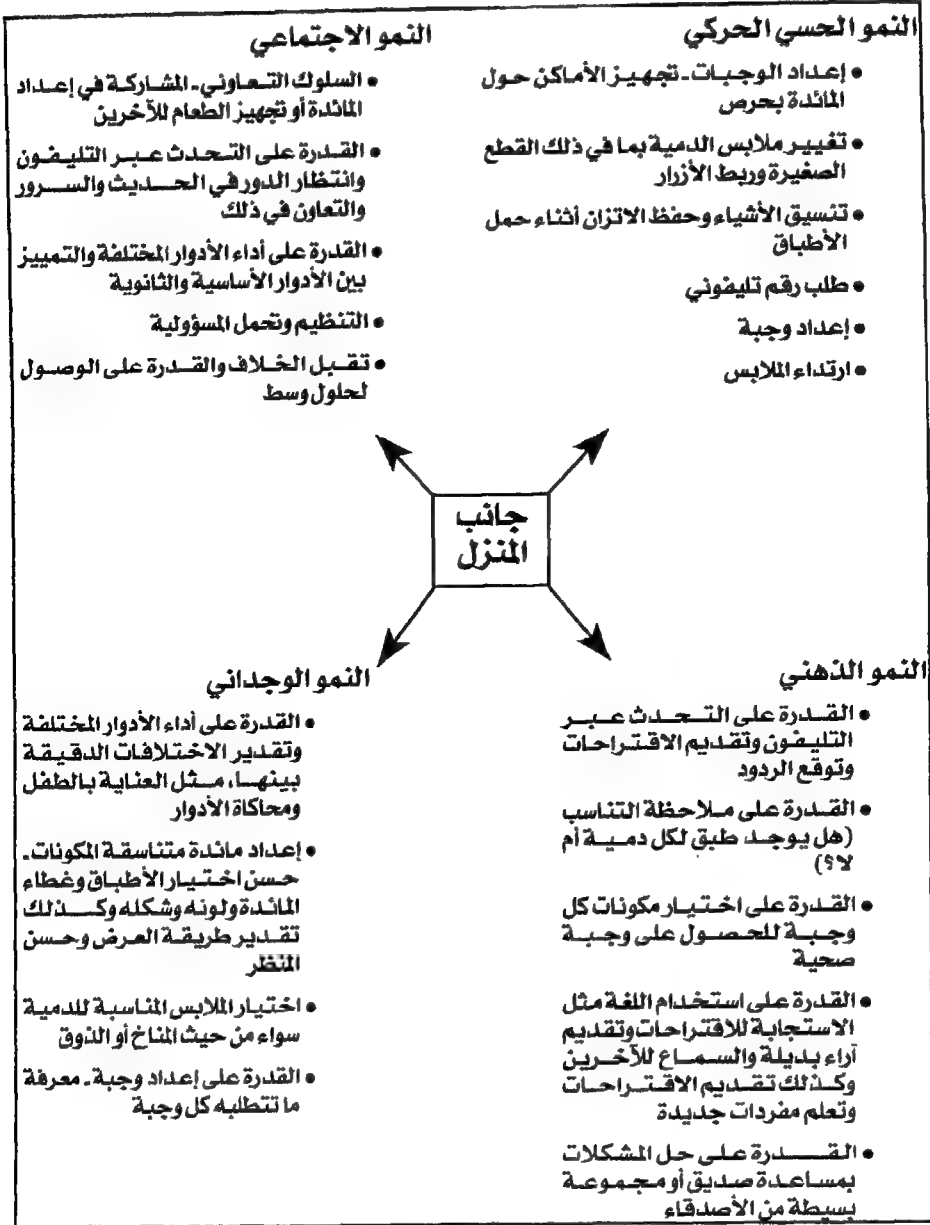 النمو الحسي الحركي
• إعداد الوجبات - تجهيز الأماكن حول
المائدة بحرص
• تغيير ملابس الدمية بما في ذلك القطع
الصغيرة وربط الأزرار
• تنسيق الأشياء وحفظ الاتزان أثناء حمل
الأطباق
• طلب رقم تليفوني
• إعداد وجبة
• ارتداء الملابس
النمو الاجتماعي
• السلوك التعاوني - المشاركة في إعداد
المائدة أو تجهيز الطعام للآخرين
• القدرة على التحدث عبر التليفون
وانتظار الدور في الحديث والسرور
والتعاون في ذلك
• القدرة على أداء الأدوار المختلفة والتمييز
بين الأدوار الأساسية والثانوية
• التنظيم وتحمل المسؤولية
• تقبل الخلاف والقدرة على الوصول
لحلول وسط
جانب
المنزل
النمو الذهني
• القدرة على التحدث عبر
التليفون وتقديم الاقتراحات
وتوقع الردود
• القدرة على ملاحظة التناسب
(هل يوجد طبق لكل دمية أم
لا؟)
• القدرة على اختيار مكونات كل
وجبة للحصول على وجبة
صحية
• القدرة على استخدام اللغة مثل
الاستجابة للاقتراحات وتقديم
آراء بديلة والسماع للآخرين
وكذلك تقديم الاقتراحات
وتعلم مفردات جديدة
• القدرة على حل المشكلات
بمساعدة صديق أو مجموعة
بسيطة من الأصدقاء
النمو الوجداني
• القدرة على أداء الأدوار المختلفة
وتقدير الاختلافات الدقيقة
بينها، مثل العناية بالطفل
ومحاكاة الأدوار
• إعداد مائدة متناسقة المكونات -
حسن اختيار الأطباق وغطاء
المائدة ولونه وشكله وكذلك
تقدير طريقة العرض وحسن
المنظر
• اختيار الملابس المناسبة للدمية
سواء من حيث المناخ أو الذوق
• القدرة على إعداد وجبة - معرفة
ما تتطلبه كل وجبة